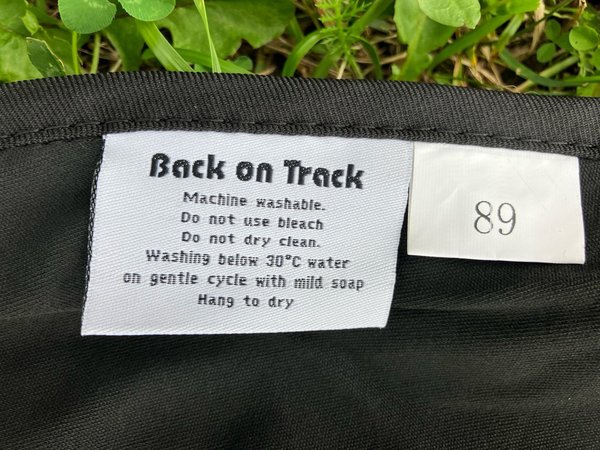 Back on Track
Machine washable.
Do not use bleach
Do not dry clean.
Washing below 30°C water
on gentle cycle with mild soap
Hang to dry
89